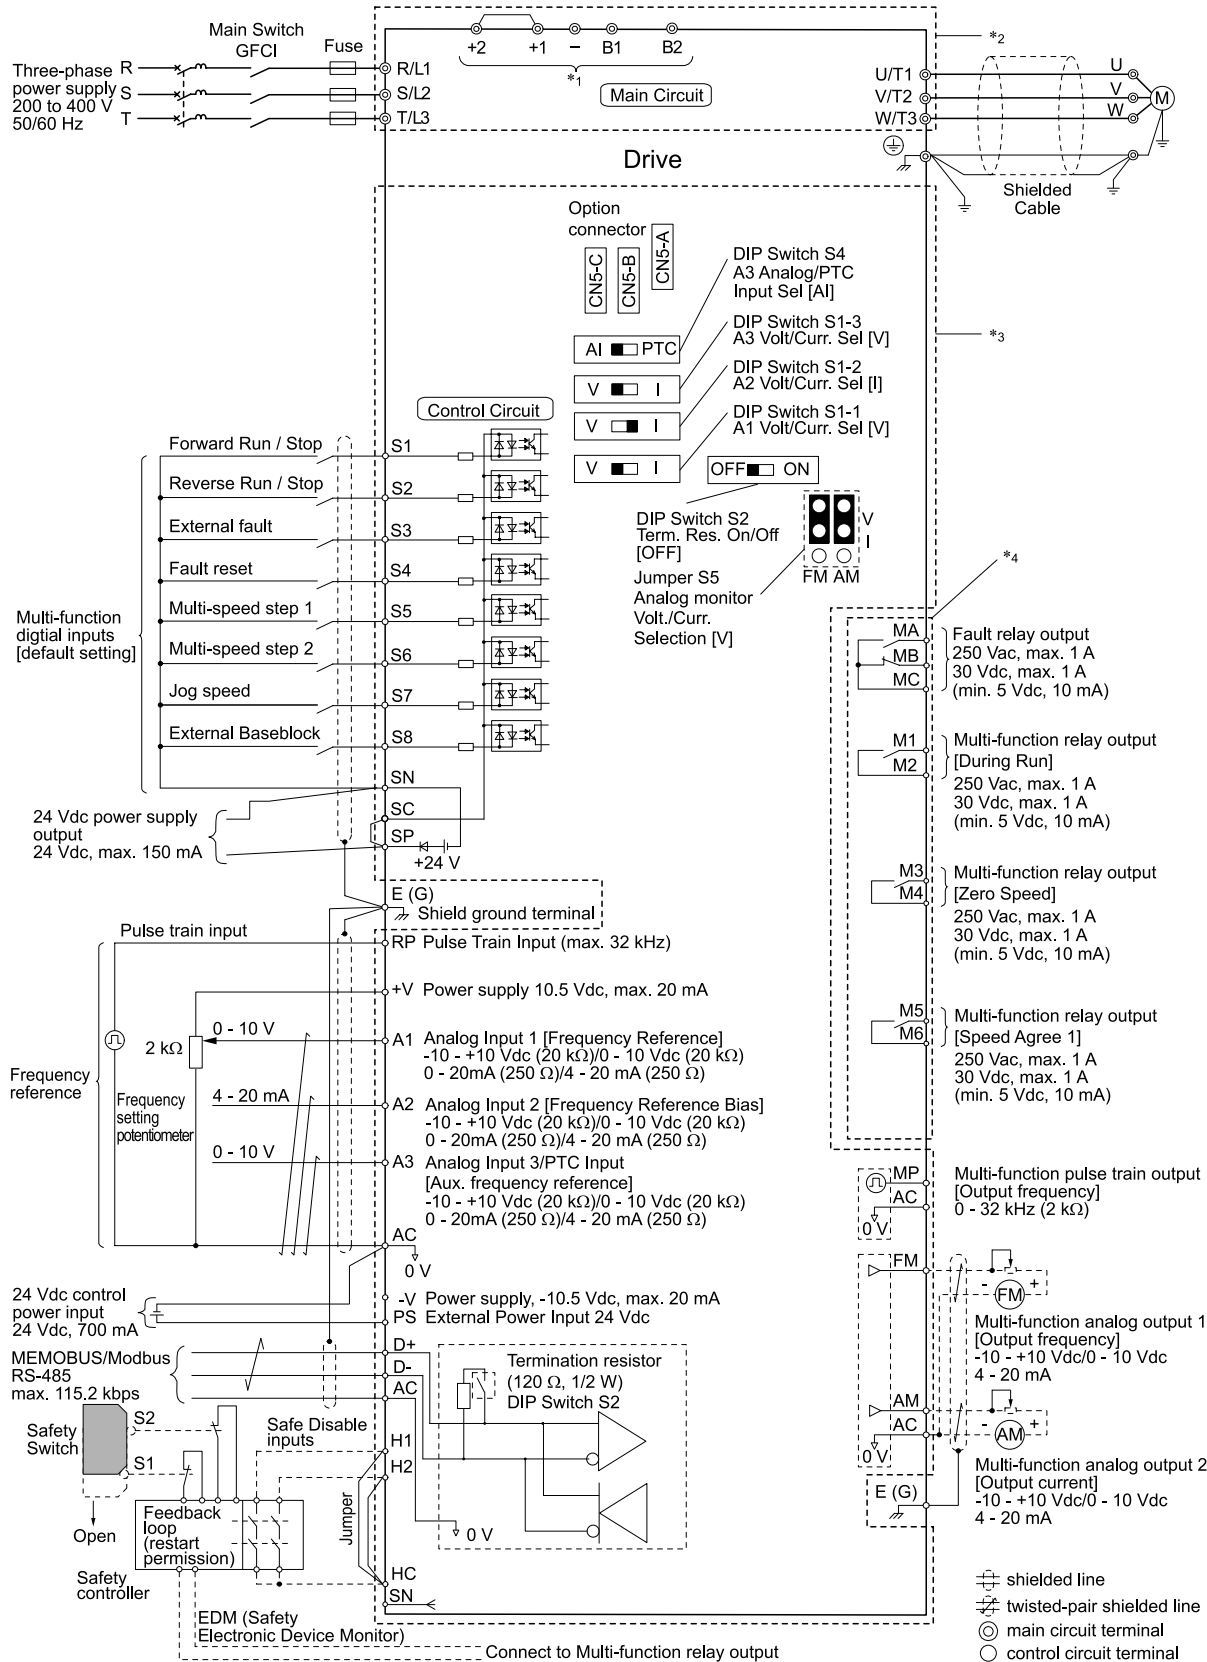 Main Switch
GFCI
Fuse
Three-phase
power supply
200 to 400 V
50/60 Hz
R
S
T
R/L1
S/L2
T/L3
+2
+1
−
B1
B2
*1
Main Circuit
*2
U/T1
V/T2
W/T3
U
V
W
M
Drive
Shielded
Cable
Option
connector
CN5-C
CN5-B
CN5-A
DIP Switch S4
A3 Analog/PTC
Input Sel [AI]
DIP Switch S1-3
A3 Volt/Curr. Sel [V]
*3
AI PTC
V I
DIP Switch S1-2
A2 Volt/Curr. Sel [I]
V I
DIP Switch S1-1
A1 Volt/Curr. Sel [V]
V I
OFF ON
DIP Switch S2
Term. Res. On/Off
[OFF]
Jumper S5
Analog monitor
Volt./Curr.
Selection [V]
V
I
FM AM
*4
Control Circuit
Multi-function
digtial inputs
[default setting]
Forward Run / Stop
S1
Reverse Run / Stop
S2
External fault
S3
Fault reset
S4
Multi-speed step 1
S5
Multi-speed step 2
S6
Jog speed
S7
External Baseblock
S8
SN
SC
SP
+24 V
24 Vdc power supply
output
24 Vdc, max. 150 mA
MA
MB
MC
Fault relay output
250 Vac, max. 1 A
30 Vdc, max. 1 A
(min. 5 Vdc, 10 mA)
M1
M2
Multi-function relay output
[During Run]
250 Vac, max. 1 A
30 Vdc, max. 1 A
(min. 5 Vdc, 10 mA)
M3
M4
Multi-function relay output
[Zero Speed]
250 Vac, max. 1 A
30 Vdc, max. 1 A
(min. 5 Vdc, 10 mA)
M5
M6
Multi-function relay output
[Speed Agree 1]
250 Vac, max. 1 A
30 Vdc, max. 1 A
(min. 5 Vdc, 10 mA)
E (G)
Shield ground terminal
Pulse train input
RP Pulse Train Input (max. 32 kHz)
+V Power supply 10.5 Vdc, max. 20 mA
Frequency
reference
2 kΩ
Frequency
setting
potentiometer
0 - 10 V
A1 Analog Input 1 [Frequency Reference]
-10 - +10 Vdc (20 kΩ)/0 - 10 Vdc (20 kΩ)
0 - 20mA (250 Ω)/4 - 20 mA (250 Ω)
4 - 20 mA
A2 Analog Input 2 [Frequency Reference Bias]
-10 - +10 Vdc (20 kΩ)/0 - 10 Vdc (20 kΩ)
0 - 20mA (250 Ω)/4 - 20 mA (250 Ω)
0 - 10 V
A3 Analog Input 3/PTC Input
[Aux. frequency reference]
-10 - +10 Vdc (20 kΩ)/0 - 10 Vdc (20 kΩ)
0 - 20mA (250 Ω)/4 - 20 mA (250 Ω)
AC
0 V
-V Power supply, -10.5 Vdc, max. 20 mA
PS External Power Input 24 Vdc
24 Vdc control
power input
24 Vdc, 700 mA
MP
AC
0 V
Multi-function pulse train output
[Output frequency]
0 - 32 kHz (2 kΩ)
FM
- +
FM
Multi-function analog output 1
[Output frequency]
-10 - +10 Vdc/0 - 10 Vdc
4 - 20 mA
AM
AC
0 V
- +
AM
Multi-function analog output 2
[Output current]
-10 - +10 Vdc/0 - 10 Vdc
4 - 20 mA
E (G)
MEMOBUS/Modbus
RS-485
max. 115.2 kbps
D+
D-
AC
Termination resistor
(120 Ω, 1/2 W)
DIP Switch S2
0 V
Safety
Switch
S2
S1
Open
Safe Disable
inputs
H1
H2
Jumper
HC
SN
Feedback
loop
(restart
permission)
Safety
controller
EDM (Safety
Electronic Device Monitor)
Connect to Multi-function relay output
shielded line
twisted-pair shielded line
main circuit terminal
control circuit terminal